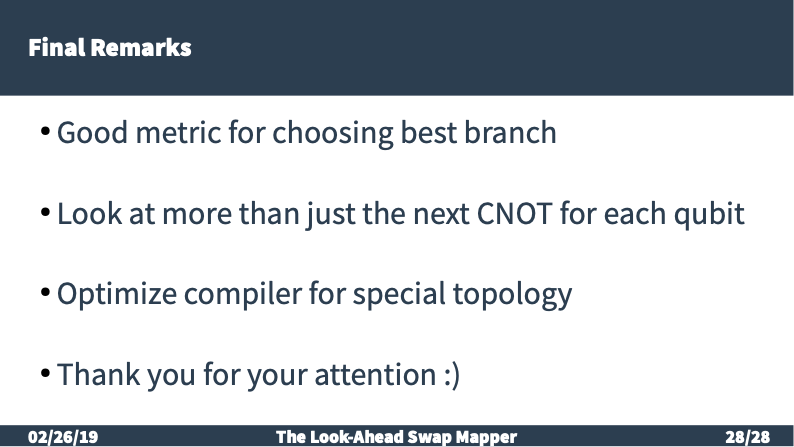 Final Remarks
• Good metric for choosing best branch
• Look at more than just the next CNOT for each qubit
• Optimize compiler for special topology
• Thank you for your attention :)
02/26/19 The Look-Ahead Swap Mapper 28/28